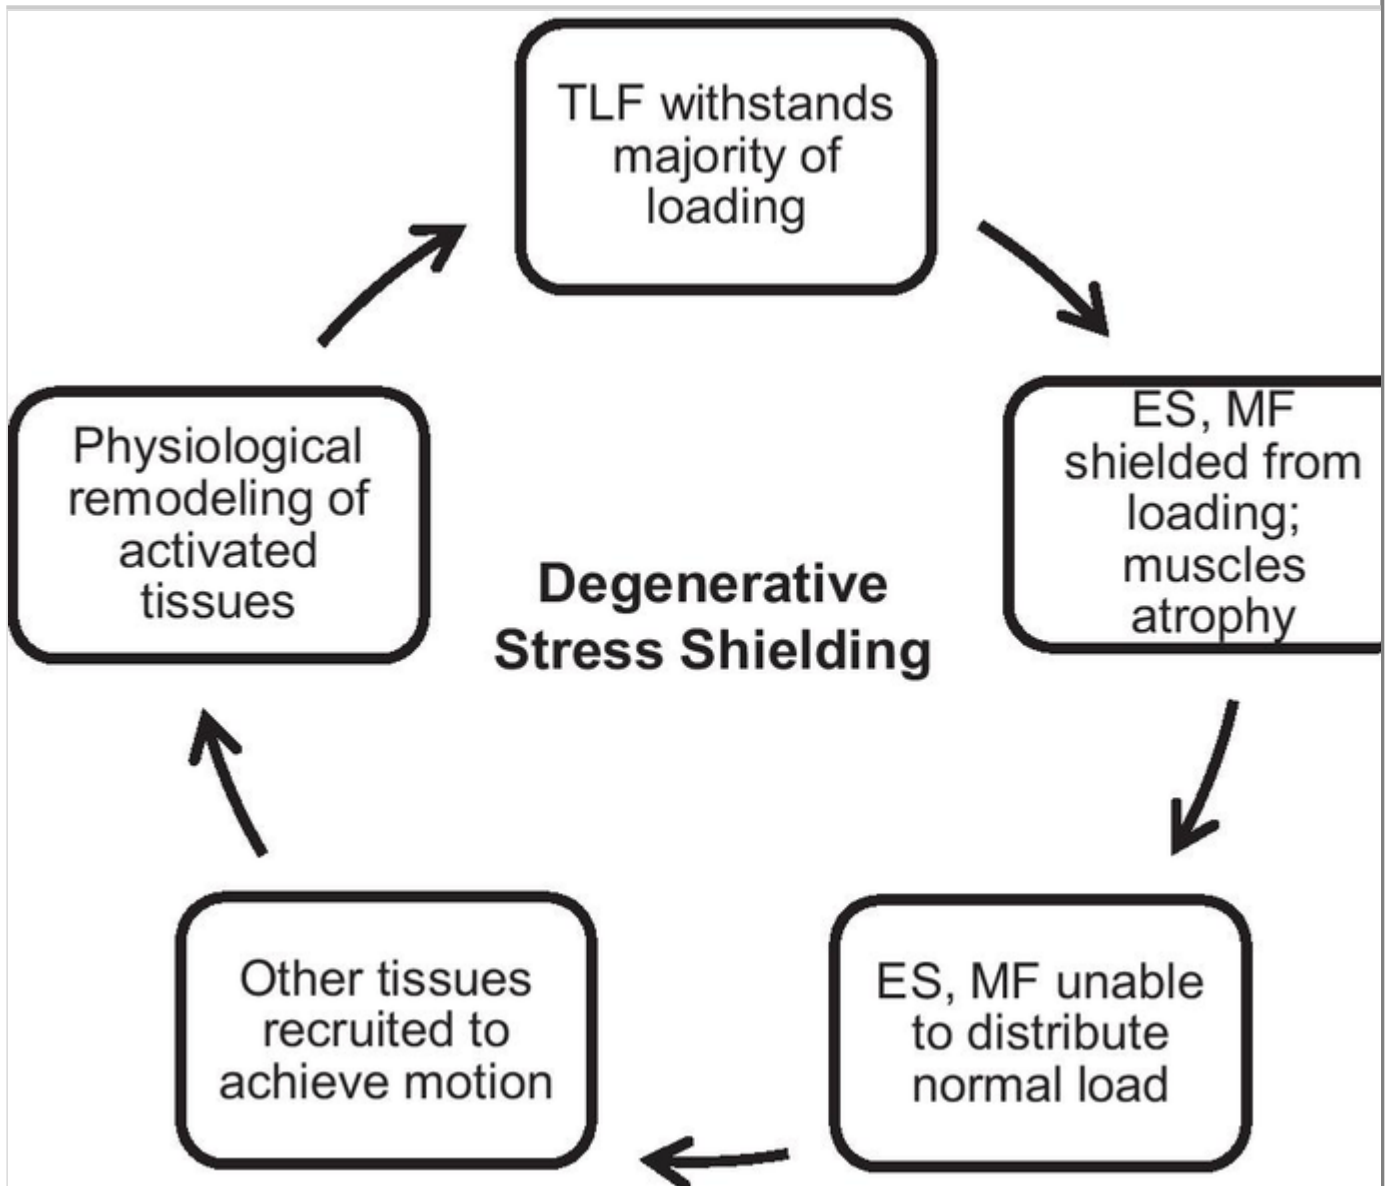 TLF withstands
majority of
loading
ES, MF
shielded from
loading;
muscles
atrophy
ES, MF unable
to distribute
normal load
Other tissues
recruited to
achieve motion
Physiological
remodeling of
activated
tissues
Degenerative
Stress Shielding